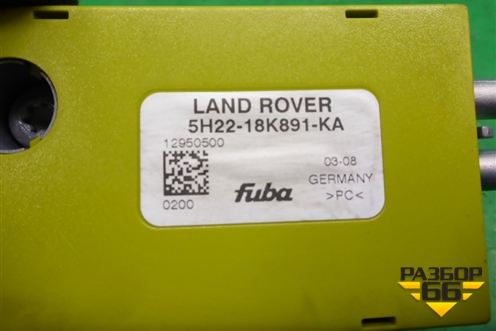 LAND ROVER
5H22-18K891-KA
12950500
03-08
GERMANY
0200
fuba
>PC<
РАЗБОР
66